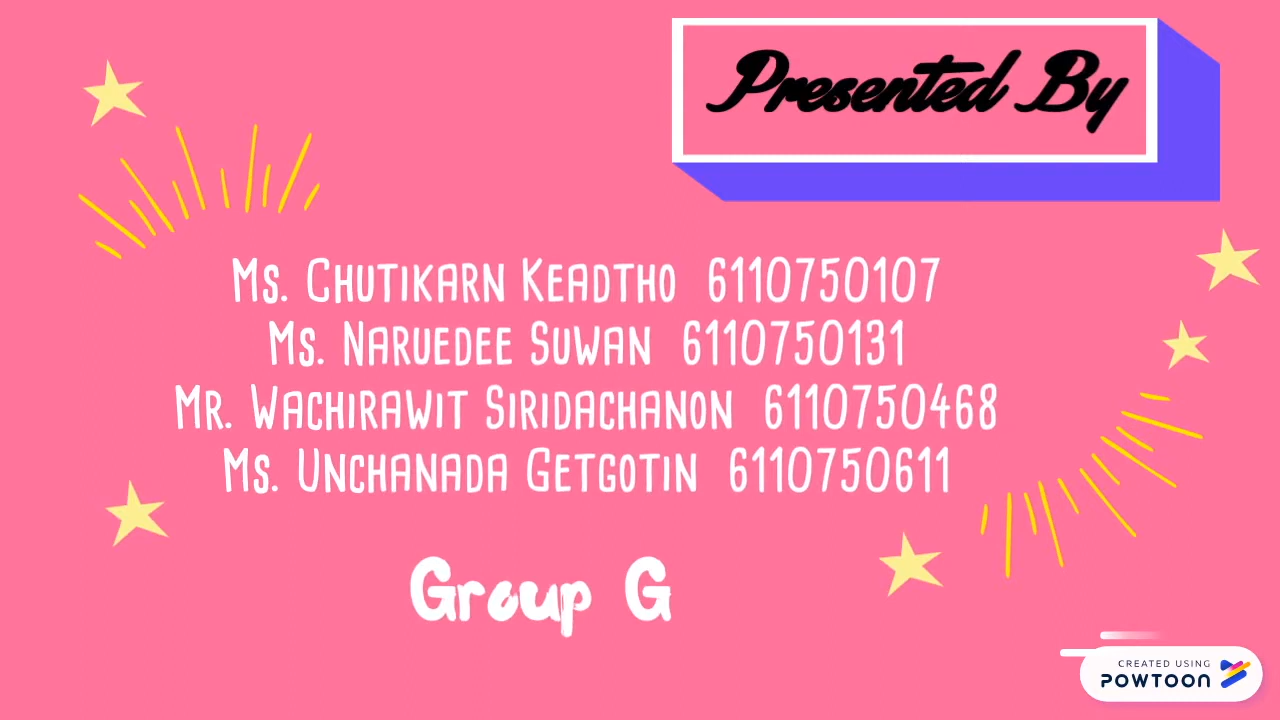 Presented By
Ms. Chutikarn Keadtho 6110750107
Ms. Naruedee Suwan 6110750131
Mr. Wachirawit Siridachanon 6110750468
Ms. Unchanada Getgotin 6110750611
Group G
CREATED USING
POWTOON